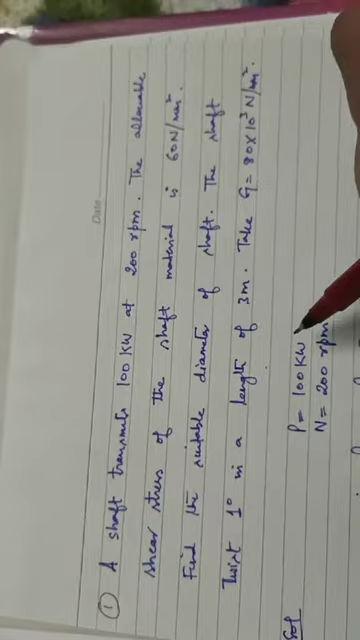 Date
① A shaft transmits 100 KW at 200 rpm. The allowable
shear stress of the shaft material is 60 N/mm².
Find the suitable diameter of shaft. The shaft
Twist 1° in a length of 3 m. Take G = 80×10³ N/mm².
Sol
P = 100 KW
N = 200 rpm